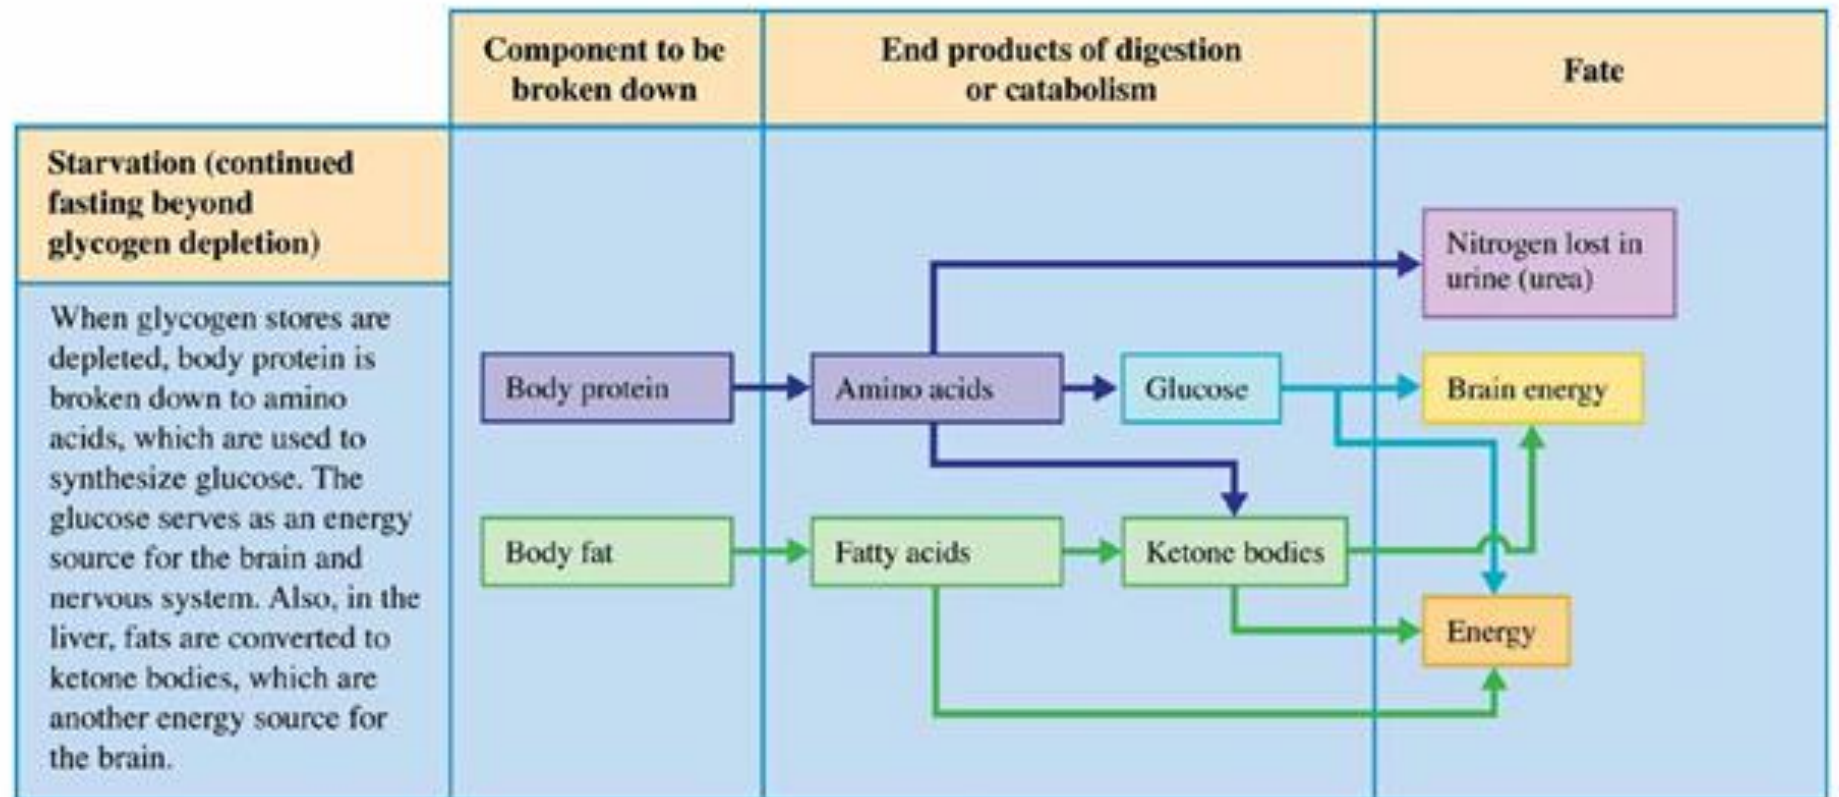 Component to be
broken down
End products of digestion
or catabolism
Fate
Starvation (continued
fasting beyond
glycogen depletion)
When glycogen stores are
depleted, body protein is
broken down to amino
acids, which are used to
synthesize glucose. The
glucose serves as an energy
source for the brain and
nervous system. Also, in the
liver, fats are converted to
ketone bodies, which are
another energy source for
the brain.
Nitrogen lost in
urine (urea)
Body protein
Amino acids
Glucose
Brain energy
Body fat
Fatty acids
Ketone bodies
Energy